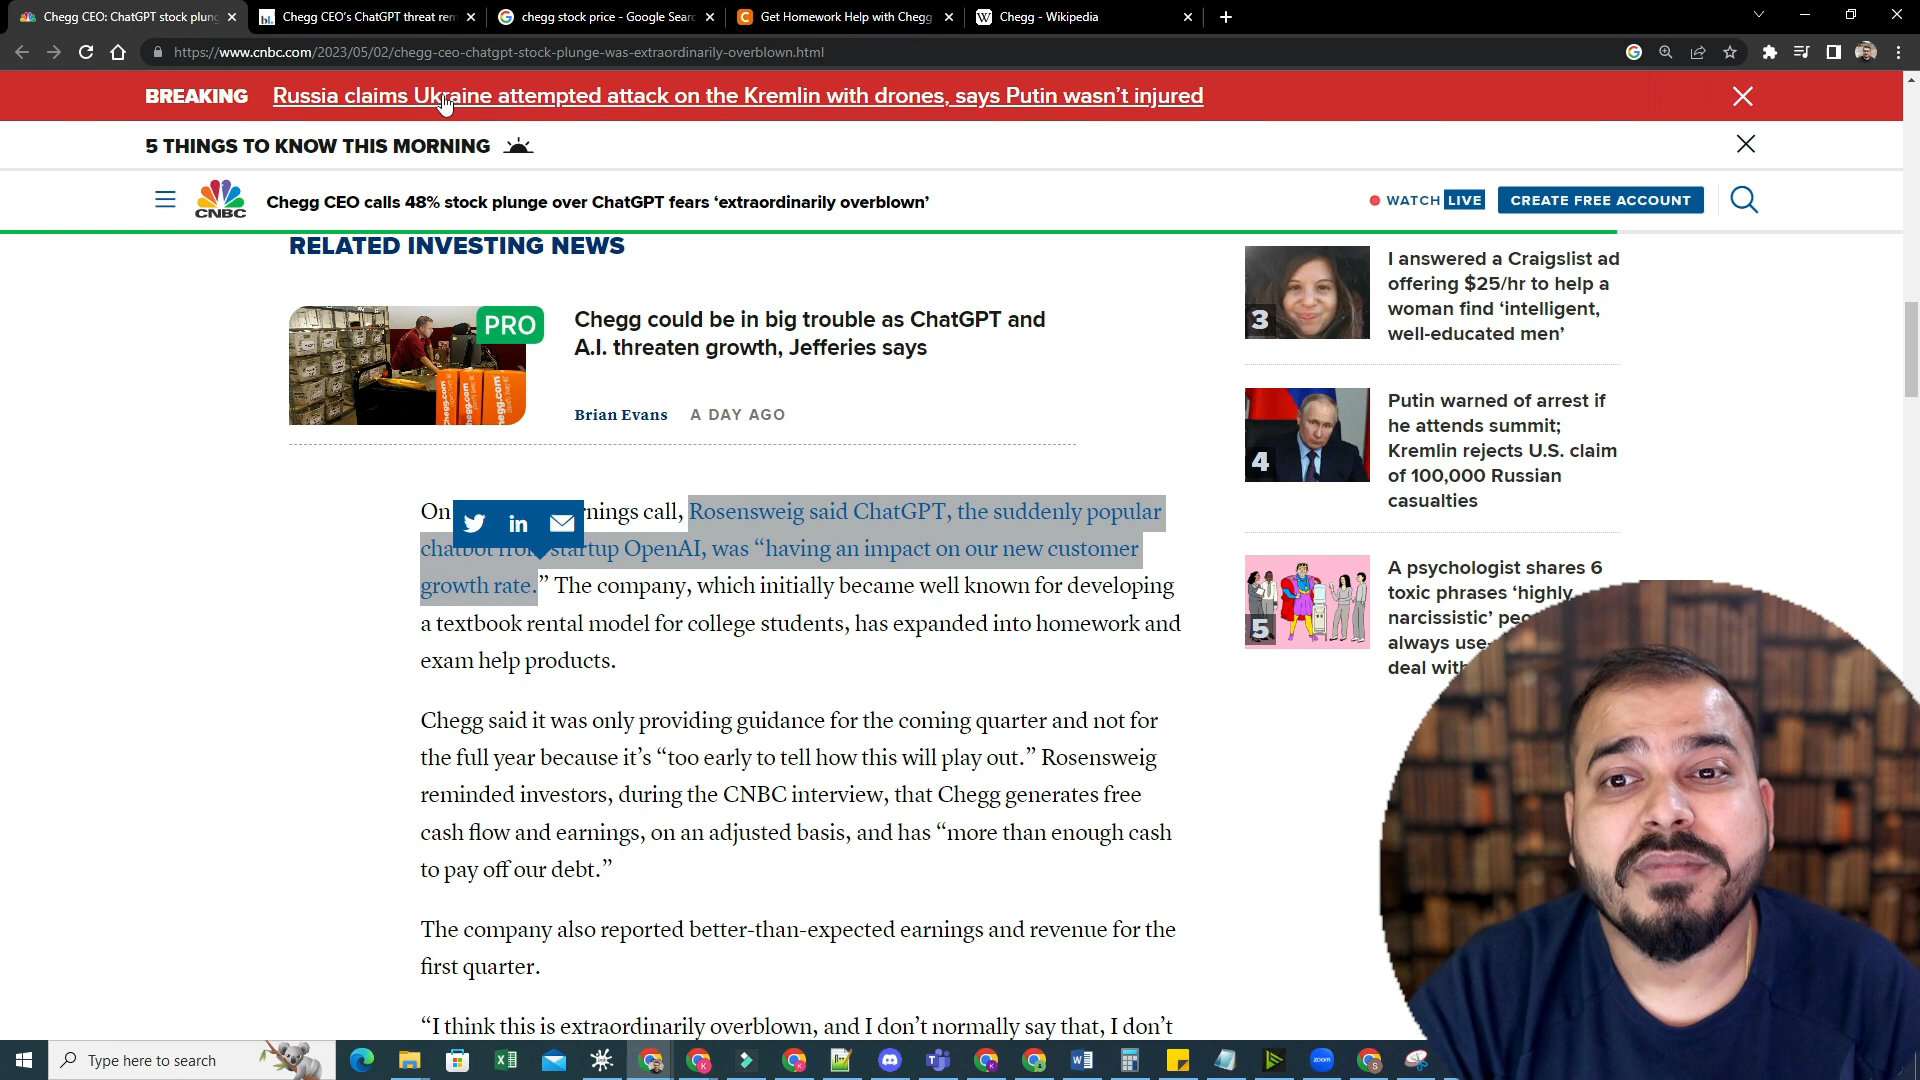 Chegg CEO: ChatGPT stock plun
Chegg CEO's ChatGPT threat rem
chegg stock price - Google Searc
Get Homework Help with Chegg
Chegg - Wikipedia
https://www.cnbc.com/2023/05/02/chegg-ceo-chatgpt-stock-plunge-was-extraordinarily-overblown.html
BREAKING Russia claims Ukraine attempted attack on the Kremlin with drones, says Putin wasn't injured
5 THINGS TO KNOW THIS MORNING
CNBC
Chegg CEO calls 48% stock plunge over ChatGPT fears 'extraordinarily overblown'
WATCH LIVE
CREATE FREE ACCOUNT
RELATED INVESTING NEWS
PRO
Chegg could be in big trouble as ChatGPT and
A.I. threaten growth, Jefferies says
Brian Evans A DAY AGO
On nings call, Rosensweig said ChatGPT, the suddenly popular
chatbot from startup OpenAI, was “having an impact on our new customer
growth rate.” The company, which initially became well known for developing
a textbook rental model for college students, has expanded into homework and
exam help products.
Chegg said it was only providing guidance for the coming quarter and not for
the full year because it’s “too early to tell how this will play out.” Rosensweig
reminded investors, during the CNBC interview, that Chegg generates free
cash flow and earnings, on an adjusted basis, and has “more than enough cash
to pay off our debt.”
The company also reported better-than-expected earnings and revenue for the
first quarter.
“I think this is extraordinarily overblown, and I don’t normally say that, I don’t
3
I answered a Craigslist ad
offering $25/hr to help a
woman find ‘intelligent,
well-educated men’
4
Putin warned of arrest if
he attends summit;
Kremlin rejects U.S. claim
of 100,000 Russian
casualties
5
A psychologist shares 6
toxic phrases ‘highly
narcissistic’ peo
always use
deal with
Type here to search